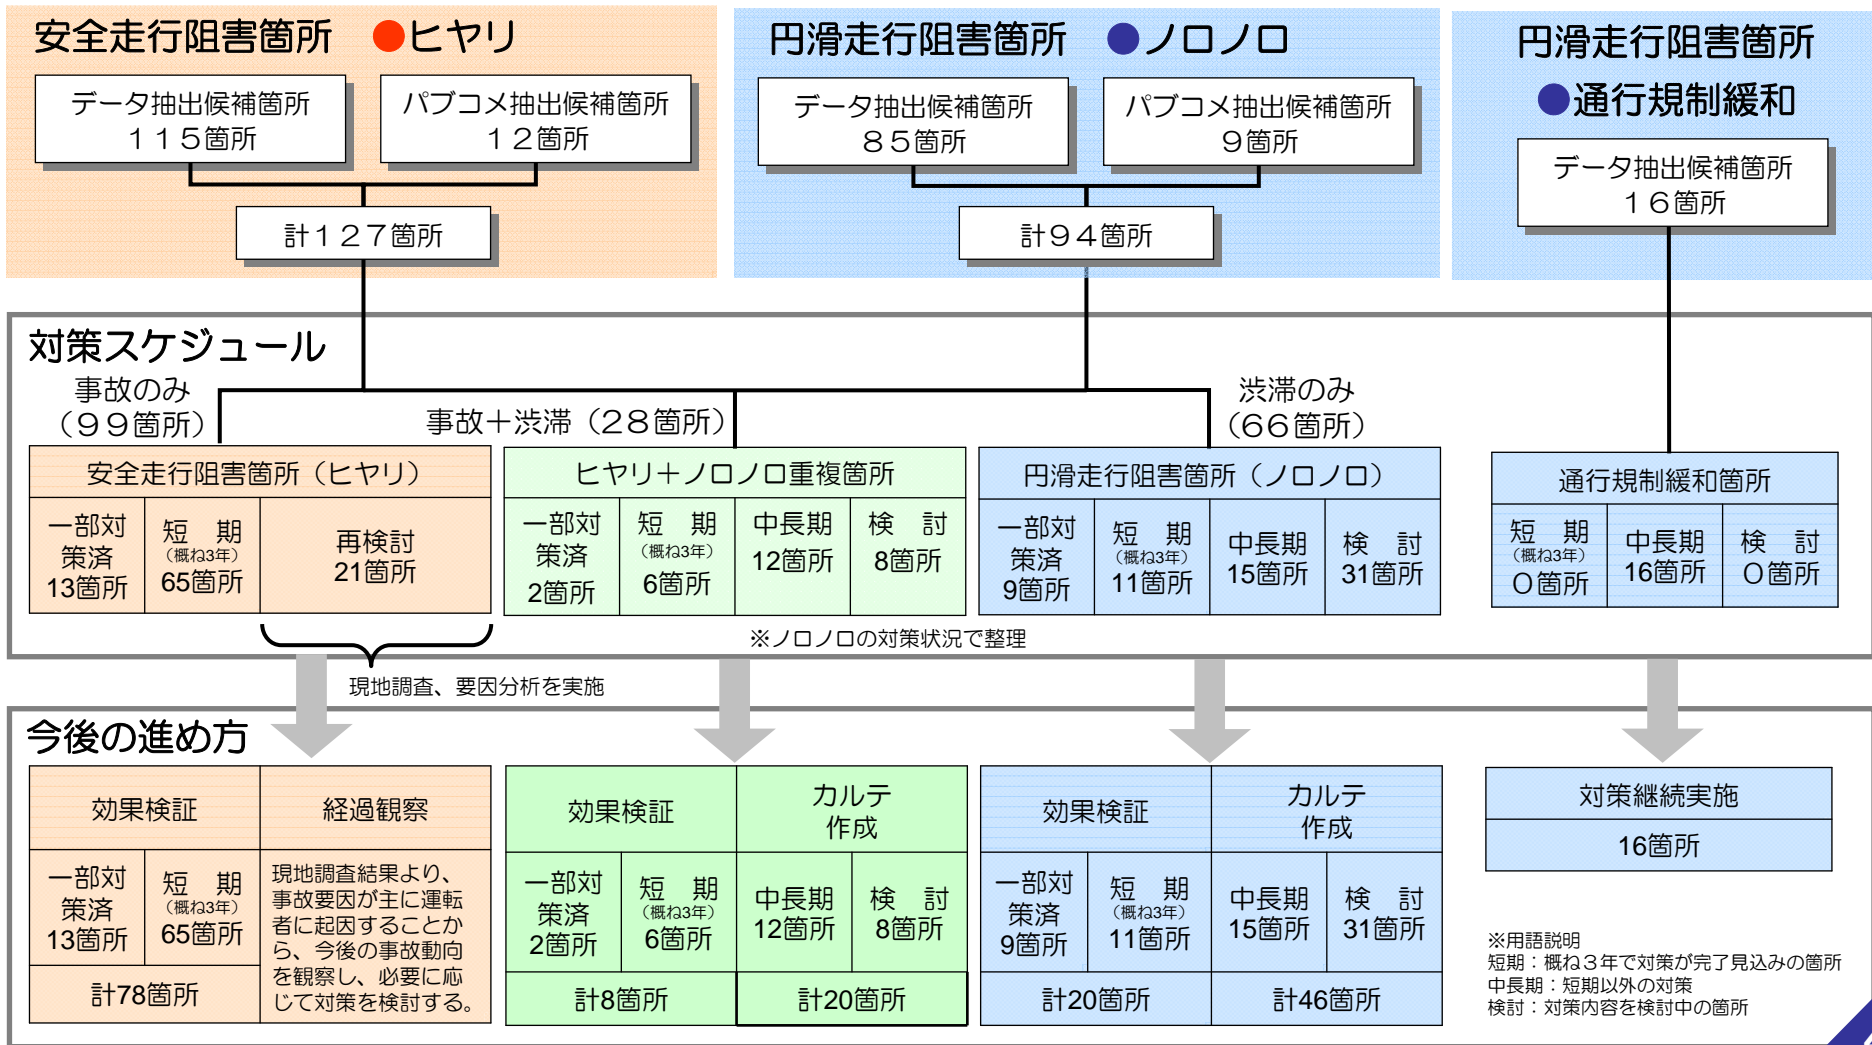 安全走行阻害箇所 ●ヒヤリ
データ抽出候補箇所
115箇所
パブコメ抽出候補箇所
12箇所
計127箇所
円滑走行阻害箇所 ●ノロノロ
データ抽出候補箇所
85箇所
パブコメ抽出候補箇所
9箇所
計94箇所
円滑走行阻害箇所
●通行規制緩和
データ抽出候補箇所
16箇所
対策スケジュール
事故のみ
(99箇所)
事故+渋滞(28箇所)
渋滞のみ
(66箇所)
安全走行阻害箇所(ヒヤリ)
一部対
策済
13箇所
短 期
(概ね3年)
65箇所
再検討
21箇所
ヒヤリ+ノロノロ重複箇所
一部対
策済
2箇所
短 期
(概ね3年)
6箇所
中長期
12箇所
検 討
8箇所
円滑走行阻害箇所(ノロノロ)
一部対
策済
9箇所
短 期
(概ね3年)
11箇所
中長期
15箇所
検 討
31箇所
通行規制緩和箇所
短 期
(概ね3年)
0箇所
中長期
16箇所
検 討
0箇所
※ノロノロの対策状況で整理
現地調査、要因分析を実施
今後の進め方
効果検証
経過観察
一部対
策済
13箇所
短 期
(概ね3年)
65箇所
計78箇所
現地調査結果より、
事故要因が主に運転
者に起因することか
ら、今後の事故動向
を観察し、必要に応
じて対策を検討する。
効果検証
カルテ
作成
一部対
策済
2箇所
短 期
(概ね3年)
6箇所
中長期
12箇所
検 討
8箇所
計8箇所
計20箇所
効果検証
カルテ
作成
一部対
策済
9箇所
短 期
(概ね3年)
11箇所
中長期
15箇所
検 討
31箇所
計20箇所
計46箇所
対策継続実施
16箇所
※用語説明
短期:概ね3年で対策が完了見込みの箇所
中長期:短期以外の対策
検討:対策内容を検討中の箇所